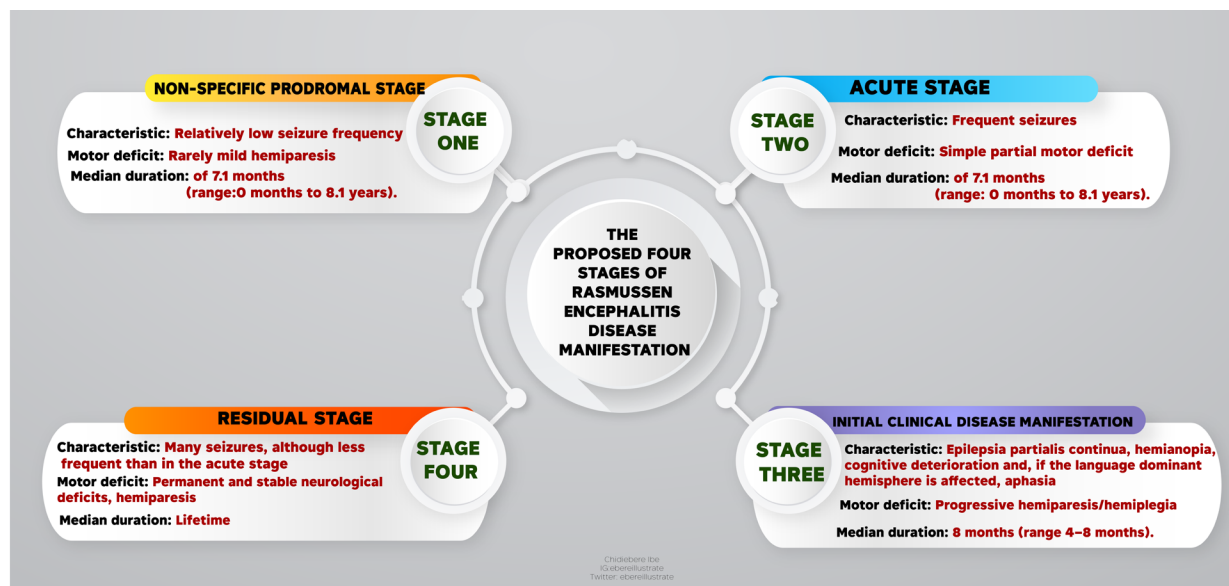 NON-SPECIFIC PRODROMAL STAGE
STAGE
ONE
Characteristic: Relatively low seizure frequency
Motor deficit: Rarely mild hemiparesis
Median duration: of 7.1 months
(range:0 months to 8.1 years).
ACUTE STAGE
STAGE
TWO
Characteristic: Frequent seizures
Motor deficit: Simple partial motor deficit
Median duration: of 7.1 months
(range: 0 months to 8.1 years).
THE
PROPOSED FOUR
STAGES OF
RASMUSSEN
ENCEPHALITIS
DISEASE
MANIFESTATION
INITIAL CLINICAL DISEASE MANIFESTATION
STAGE
THREE
Characteristic: Epilepsia partialis continua, hemianopia,
cognitive deterioration and, if the language dominant
hemisphere is affected, aphasia
Motor deficit: Progressive hemiparesis/hemiplegia
Median duration: 8 months (range 4–8 months).
RESIDUAL STAGE
STAGE
FOUR
Characteristic: Many seizures, although less
frequent than in the acute stage
Motor deficit: Permanent and stable neurological
deficits, hemiparesis
Median duration: Lifetime
Chidiebere Ibe
IG:ebereillustrate
Twitter: ebereillustrate